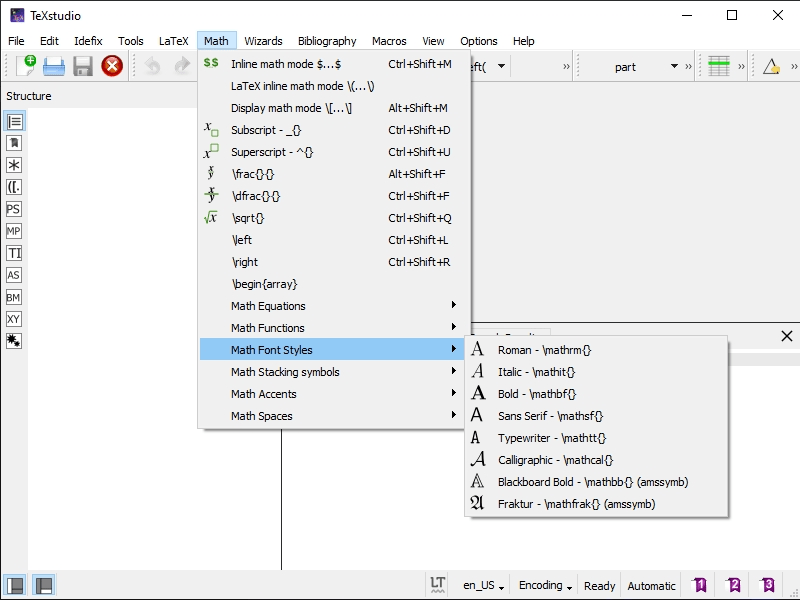 TeXstudio
File Edit Idefix Tools LaTeX Math Wizards Bibliography Macros View Options Help
eft( part
Structure
$$ Inline math mode $...$ Ctrl+Shift+M
LaTeX inline math mode \(...\)
Display math mode \[...\] Alt+Shift+M
Subscript - _{} Ctrl+Shift+D
Superscript - ^{} Ctrl+Shift+U
\frac{}{} Alt+Shift+F
\dfrac{}{} Ctrl+Shift+F
\sqrt{} Ctrl+Shift+Q
\left Ctrl+Shift+L
\right Ctrl+Shift+R
\begin{array}
Math Equations
Math Functions
Math Font Styles
Math Stacking symbols
Math Accents
Math Spaces
([.
PS
MP
TI
AS
BM
XY
A Roman - \mathrm{}
A Italic - \mathit{}
A Bold - \mathbf{}
A Sans Serif - \mathsf{}
A Typewriter - \mathtt{}
A Calligraphic - \mathcal{}
A Blackboard Bold - \mathbb{} (amssymb)
A Fraktur - \mathfrak{} (amssymb)
LT en_US Encoding Ready Automatic 1 2 3